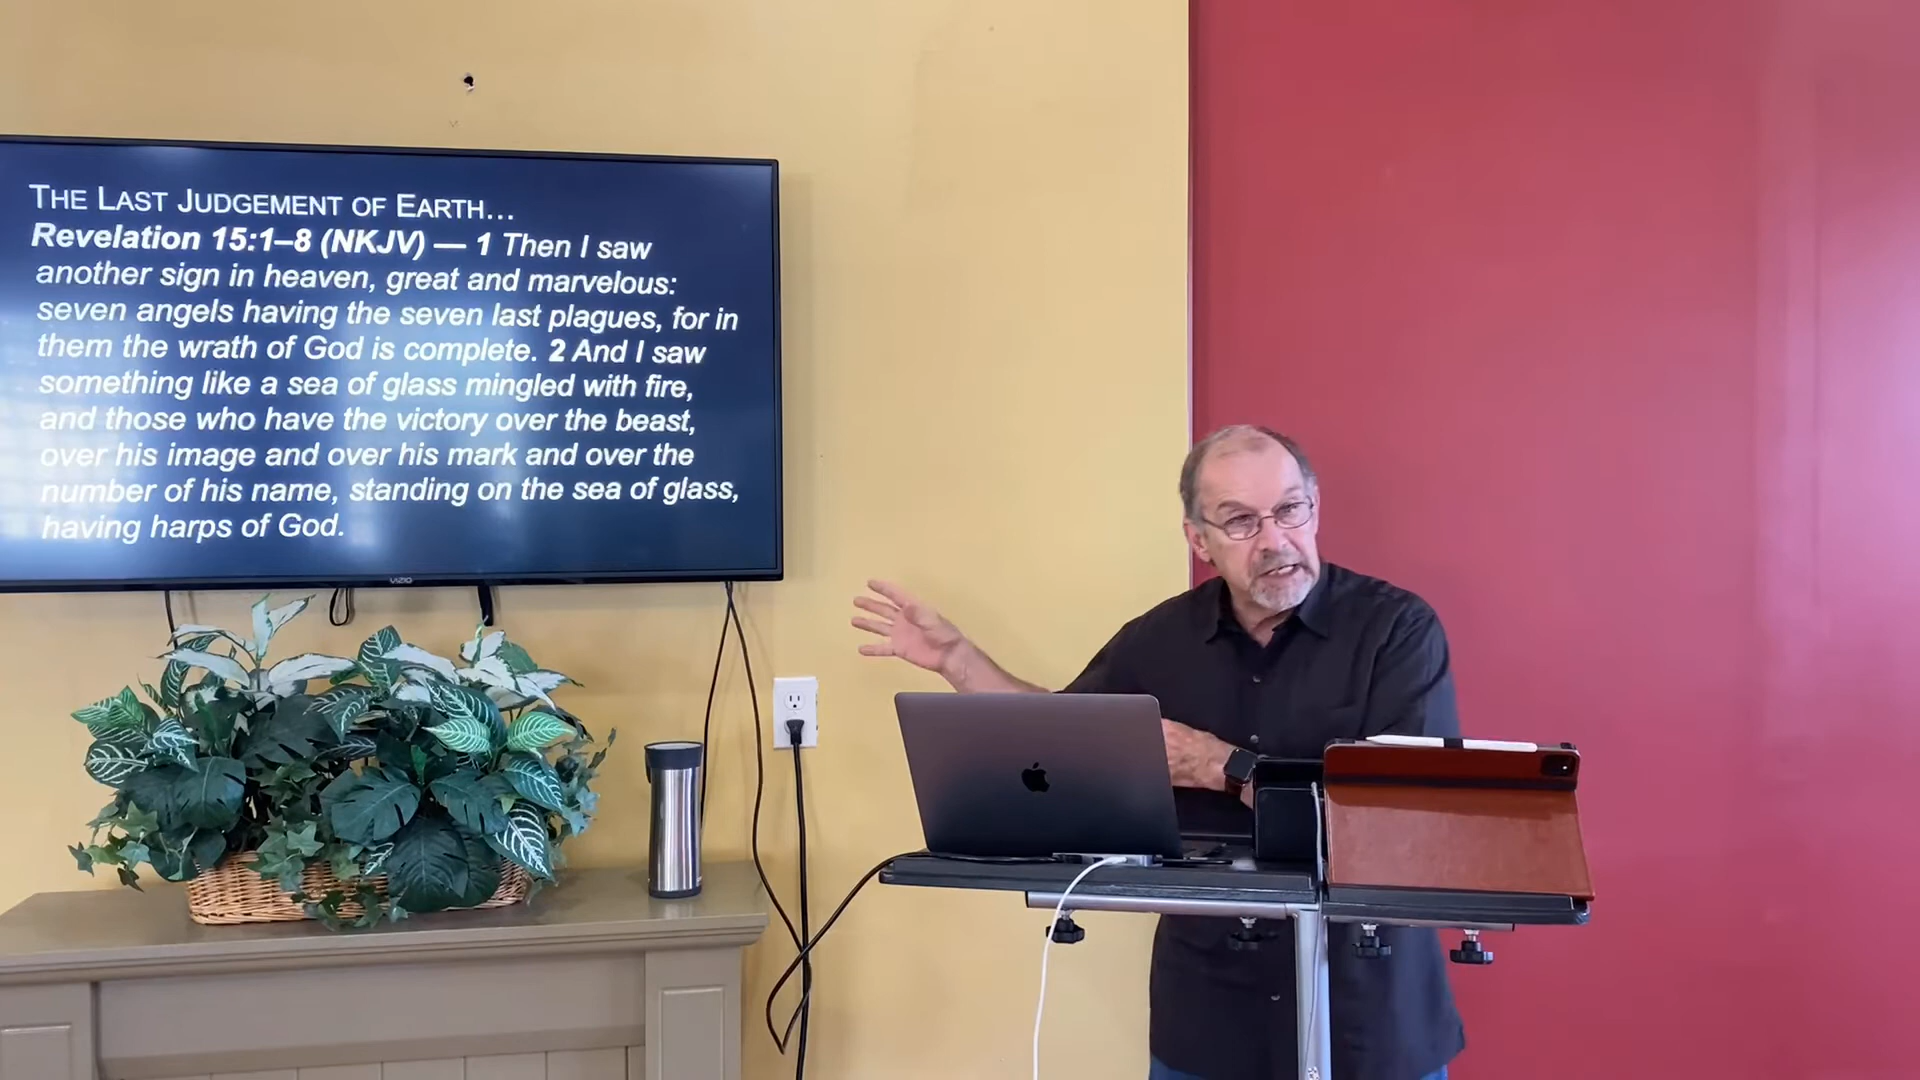 THE LAST JUDGEMENT OF EARTH…
Revelation 15:1–8 (NKJV) — 1 Then I saw
another sign in heaven, great and marvelous:
seven angels having the seven last plagues, for in
them the wrath of God is complete. 2 And I saw
something like a sea of glass mingled with fire,
and those who have the victory over the beast,
over his image and over his mark and over the
number of his name, standing on the sea of glass,
having harps of God.
VIZIO